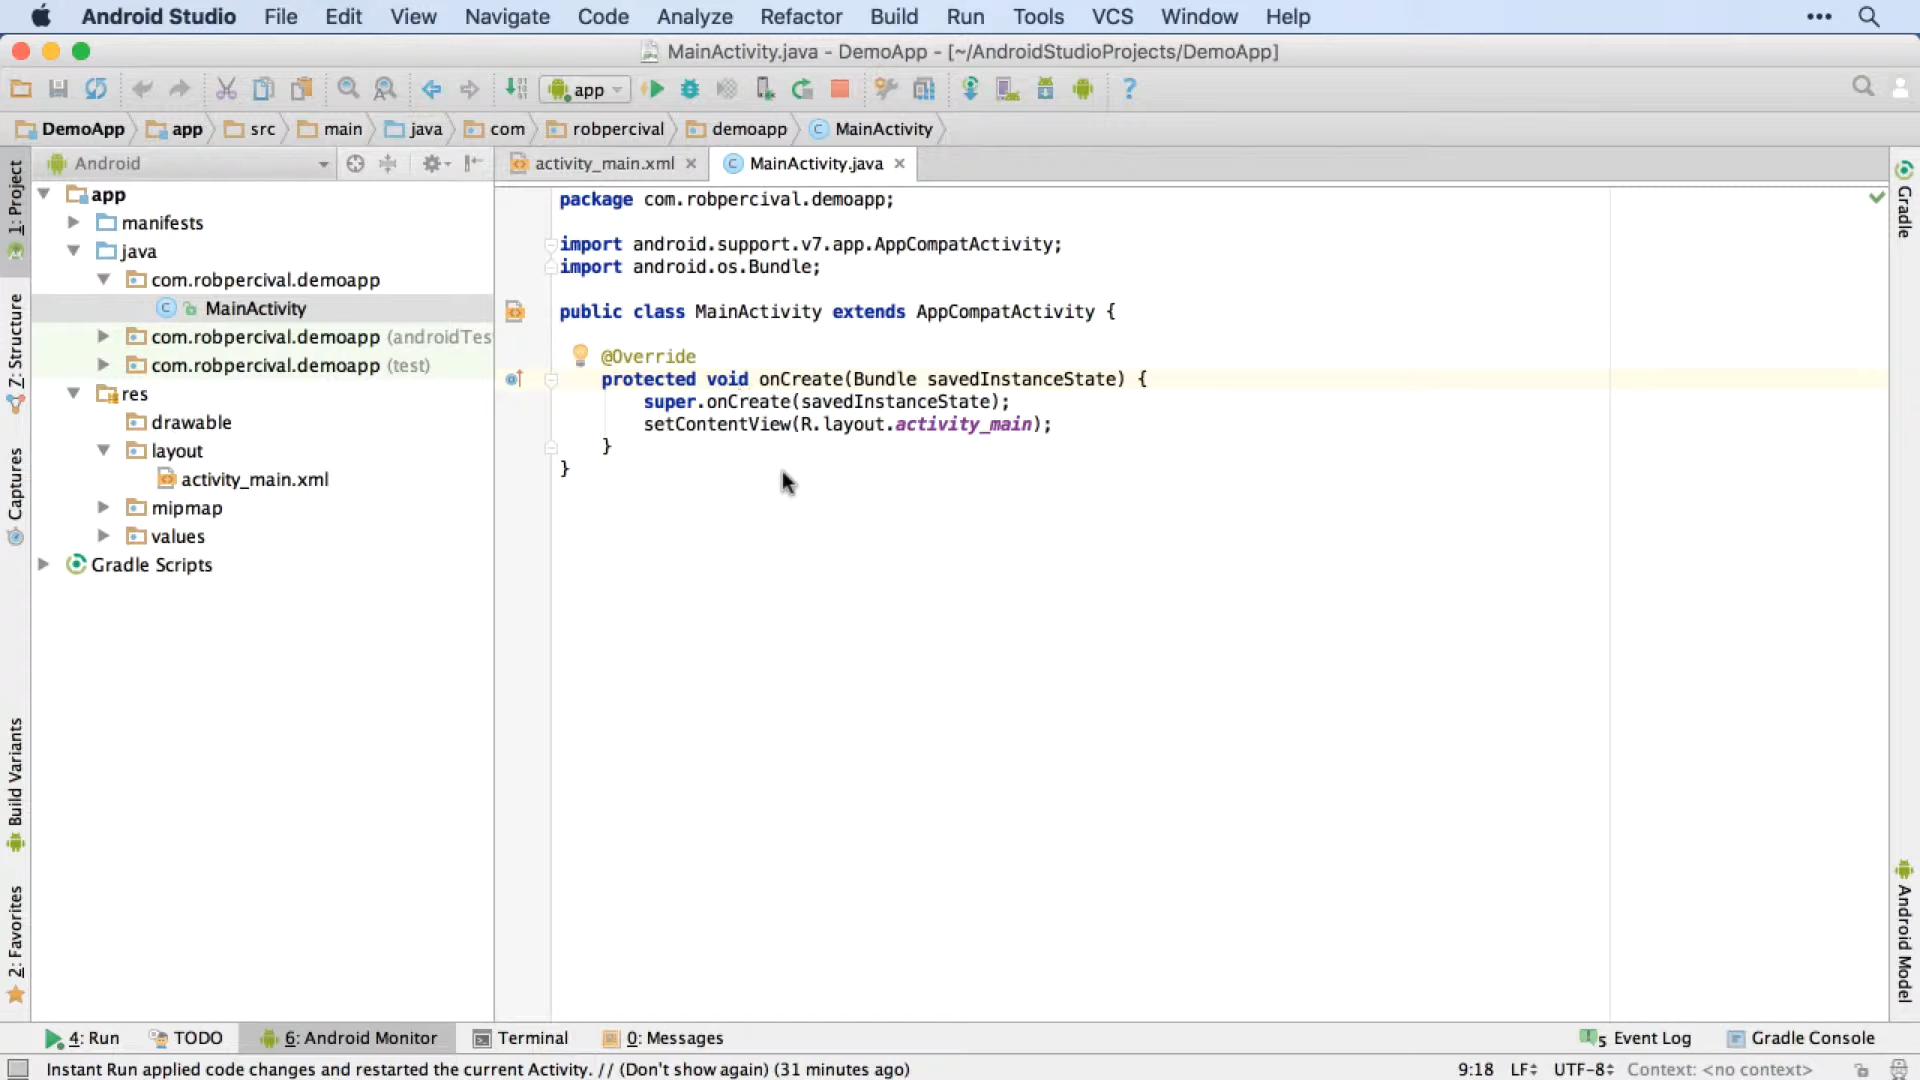 Android Studio File Edit View Navigate Code Analyze Refactor Build Run Tools VCS Window Help
MainActivity.java - DemoApp - [~/AndroidStudioProjects/DemoApp]
app
DemoApp app src main java com robpercival demoapp MainActivity
Android
activity_main.xml MainActivity.java
1: Project
7: Structure
Captures
Build Variants
2: Favorites
app
manifests
java
com.robpercival.demoapp
MainActivity
com.robpercival.demoapp (androidTes
com.robpercival.demoapp (test)
res
drawable
layout
activity_main.xml
mipmap
values
Gradle Scripts
package com.robpercival.demoapp;
import android.support.v7.app.AppCompatActivity;
import android.os.Bundle;
public class MainActivity extends AppCompatActivity {
@Override
protected void onCreate(Bundle savedInstanceState) {
super.onCreate(savedInstanceState);
setContentView(R.layout.activity_main);
}
}
Gradle
Android Model
4: Run TODO 6: Android Monitor Terminal 0: Messages 5 Event Log Gradle Console
Instant Run applied code changes and restarted the current Activity. // (Don't show again) (31 minutes ago) 9:18 LF UTF-8 Context: <no context>